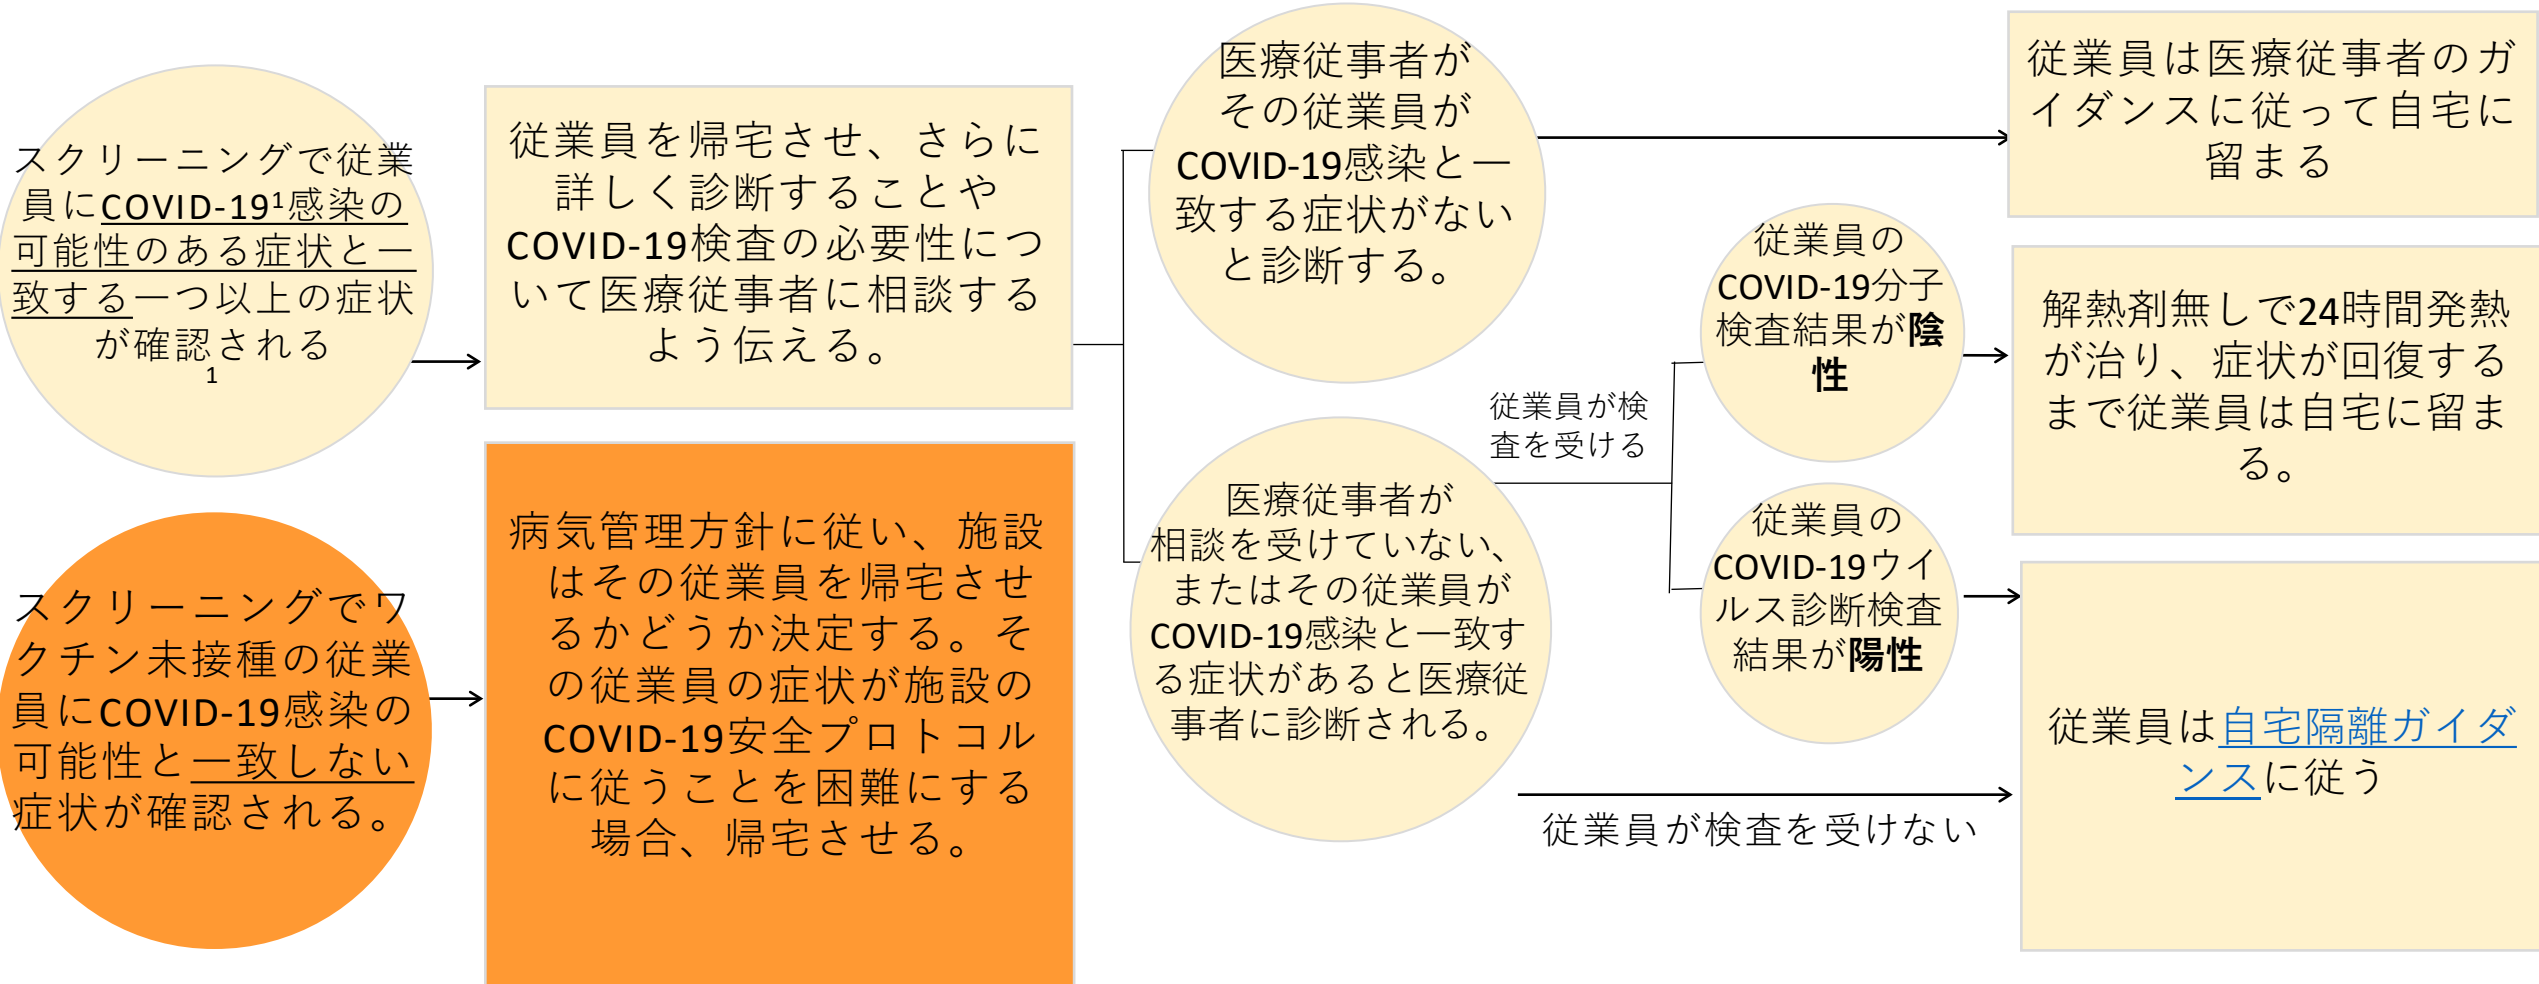 スクリーニングで従業
員にCOVID-19¹感染の
可能性のある症状と一
致する一つ以上の症状
が確認される
1
従業員を帰宅させ、さらに
詳しく診断することや
COVID-19検査の必要性につ
いて医療従事者に相談する
よう伝える。
医療従事者が
その従業員が
COVID-19感染と一
致する症状がない
と診断する。
従業員は医療従事者のガ
イダンスに従って自宅に
留まる
医療従事者が
相談を受けていない、
またはその従業員が
COVID-19感染と一致す
る症状があると医療従
事者に診断される。
従業員が検
査を受ける
従業員の
COVID-19分子
検査結果が陰
性
解熱剤無しで24時間発熱
が治り、症状が回復する
まで従業員は自宅に留ま
る。
従業員の
COVID-19ウイ
ルス診断検査
結果が陽性
従業員が検査を受けない
従業員は自宅隔離ガイダ
ンスに従う
スクリーニングでワ
クチン未接種の従業
員にCOVID-19感染の
可能性と一致しない
症状が確認される。
病気管理方針に従い、施設
はその従業員を帰宅させ
るかどうか決定する。そ
の従業員の症状が施設の
COVID-19安全プロトコル
に従うことを困難にする
場合、帰宅させる。